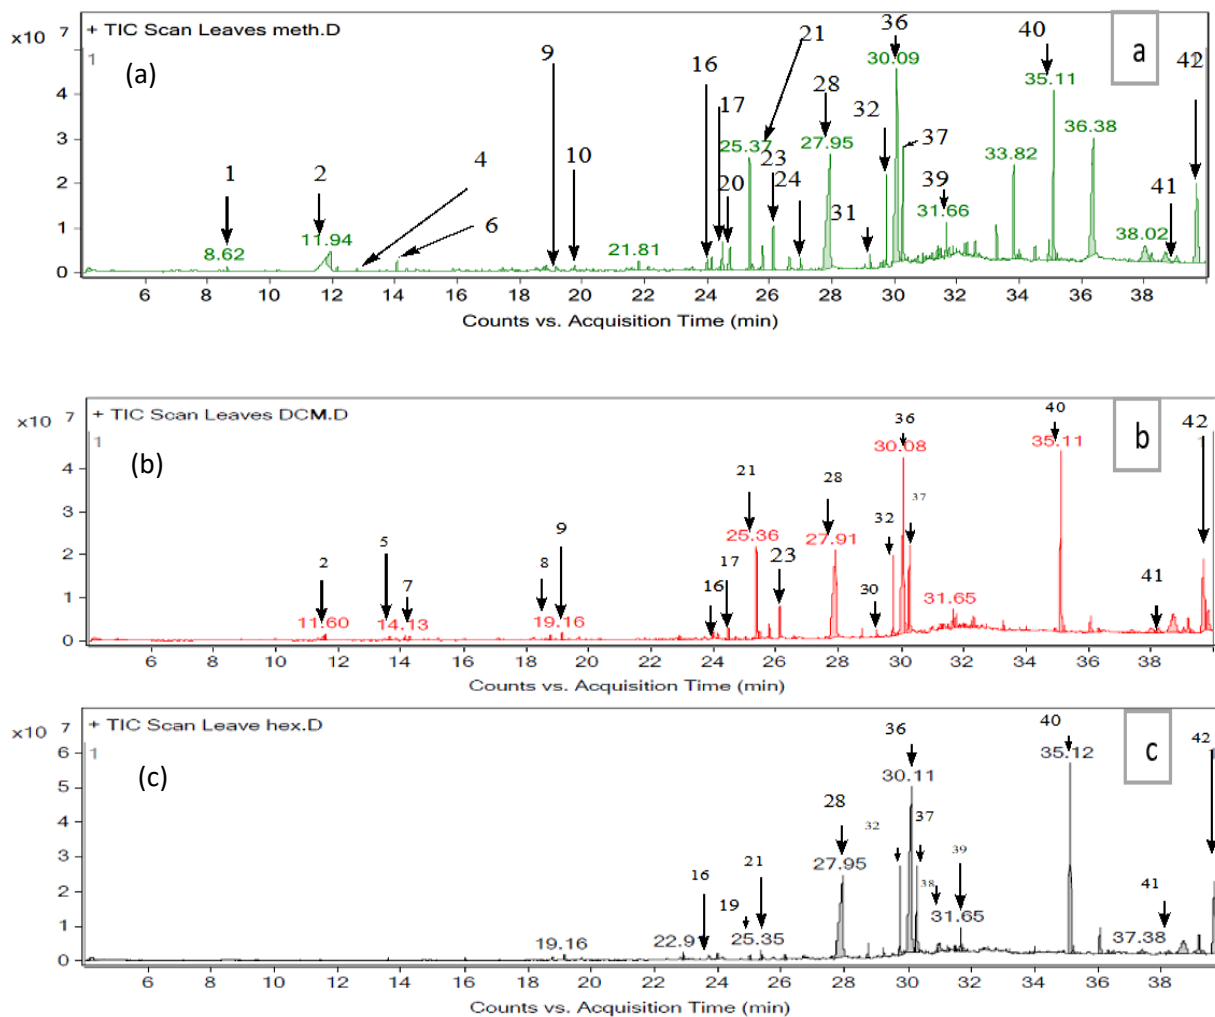 + TIC Scan Leaves meth.D
x10 7
1
(a)
a
9 21 36 40
16 28 42
17 32
1 2 4 6 10 20 23 24 31 37 39 41
8.62 11.94 21.81 25.37 27.95 30.09 31.66 33.82 35.11 36.38 38.02
4
3
2
1
0
6 8 10 12 14 16 18 20 22 24 26 28 30 32 34 36 38
Counts vs. Acquisition Time (min)
+ TIC Scan Leaves DCM.D
x10 7
1
(b)
b
2 5 7 8 9 16 17 21 23 28 32 30 36 37 40 41 42
11.60 14.13 19.16 25.36 27.91 30.08 31.65 35.11
4
3
2
1
0
6 8 10 12 14 16 18 20 22 24 26 28 30 32 34 36 38
Counts vs. Acquisition Time (min)
+ TIC Scan Leave hex.D
x10 7
1
(c)
c
16 19 21 28 32 36 37 38 39 40 41 42
19.16 22.9 25.35 27.95 30.11 31.65 35.12 37.38
6
5
4
3
2
1
0
6 8 10 12 14 16 18 20 22 24 26 28 30 32 34 36 38
Counts vs. Acquisition Time (min)